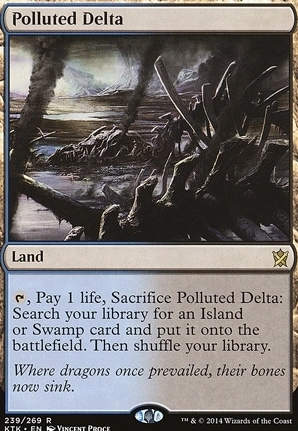 Polluted Delta
Land
, Pay 1 life, Sacrifice Polluted Delta:
Search your library for an Island
or Swamp card and put it onto the
battlefield. Then shuffle your library.
Where dragons once prevailed, their bones
now sink.
239/269 R
KTK • EN VINCENT PROCE
™ & © 2014 Wizards of the Coast